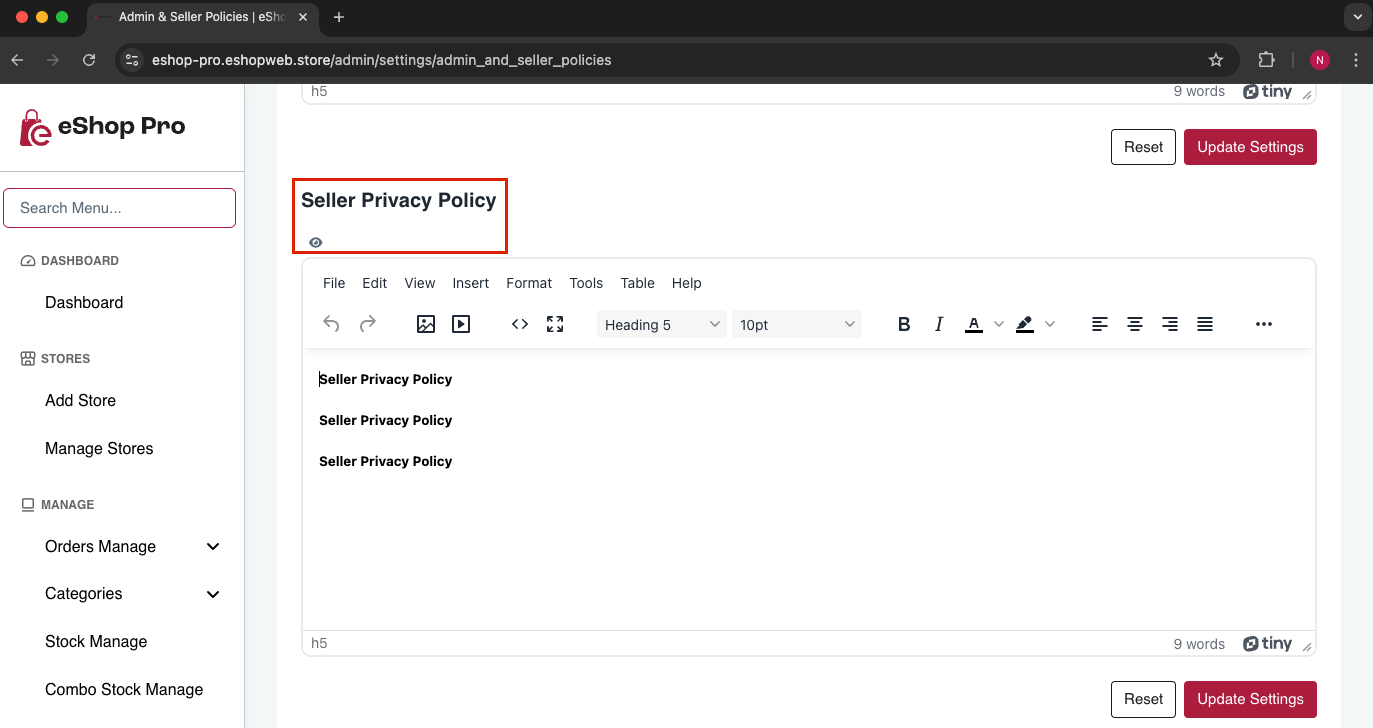 Admin & Seller Policies | eSho
eshop-pro.eshopweb.store/admin/settings/admin_and_seller_policies
N
eShop Pro
Search Menu...
DASHBOARD
Dashboard
STORES
Add Store
Manage Stores
MANAGE
Orders Manage
Categories
Stock Manage
Combo Stock Manage
h5
9 words
tiny
Reset
Update Settings
Seller Privacy Policy
File Edit View Insert Format Tools Table Help
Heading 5
10pt
B I A
Seller Privacy Policy
Seller Privacy Policy
Seller Privacy Policy
h5
9 words
tiny
Reset
Update Settings